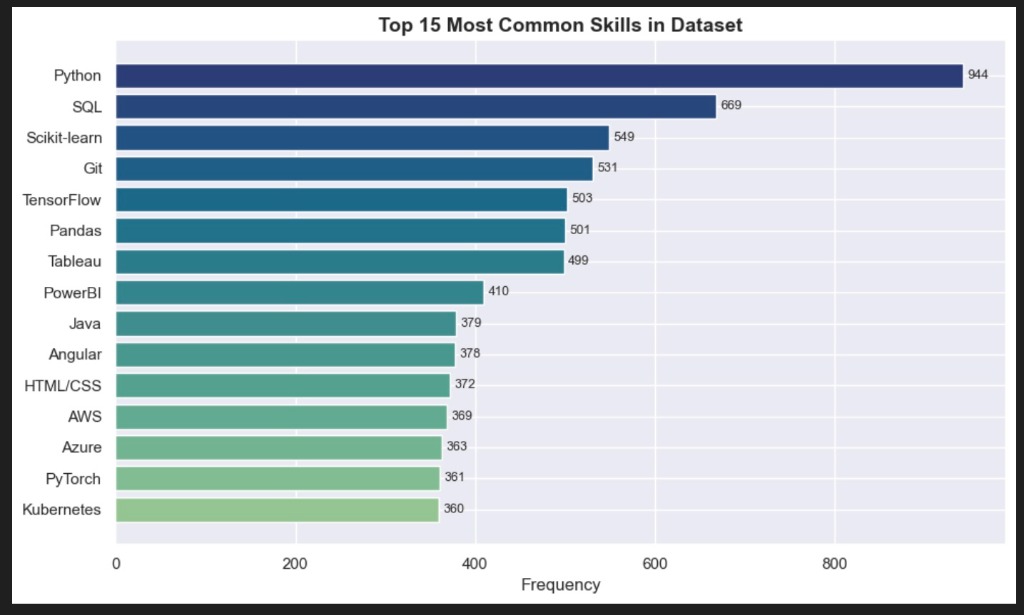 Top 15 Most Common Skills in Dataset
Python 944
SQL 669
Scikit-learn 549
Git 531
TensorFlow 503
Pandas 501
Tableau 499
PowerBI 410
Java 379
Angular 378
HTML/CSS 372
AWS 369
Azure 363
PyTorch 361
Kubernetes 360
0 200 400 600 800
Frequency